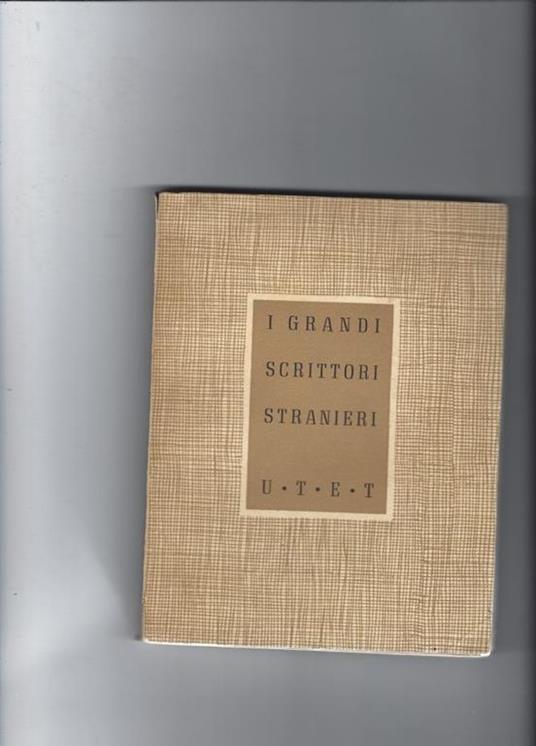 I GRANDI
SCRITTORI
STRANIERI
U • T • E • T